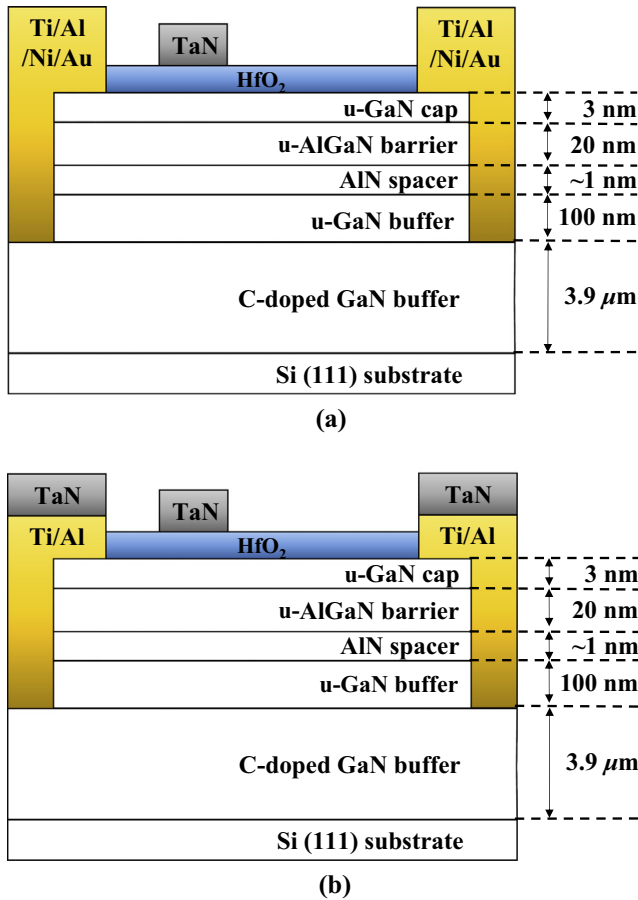 Ti/Al
/Ni/Au
TaN
Ti/Al
/Ni/Au
HfO₂
u-GaN cap
3 nm
u-AlGaN barrier
20 nm
AlN spacer
~1 nm
u-GaN buffer
100 nm
C-doped GaN buffer
3.9 μm
Si (111) substrate
(a)
TaN
TaN
TaN
Ti/Al
Ti/Al
HfO₂
u-GaN cap
3 nm
u-AlGaN barrier
20 nm
AlN spacer
~1 nm
u-GaN buffer
100 nm
C-doped GaN buffer
3.9 μm
Si (111) substrate
(b)